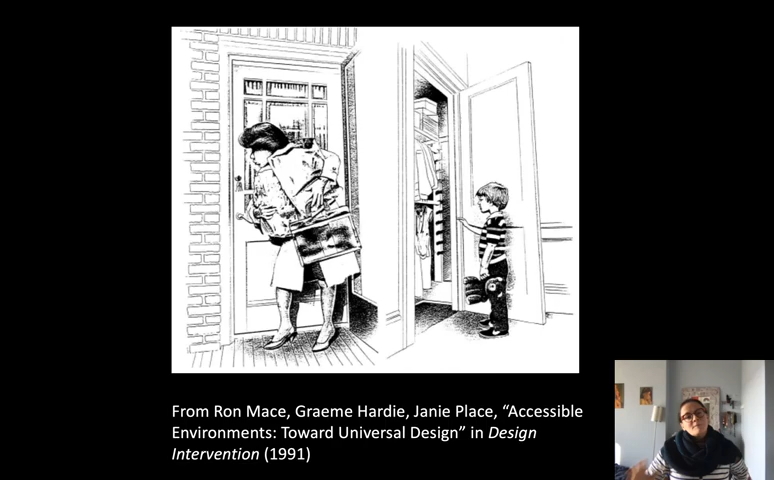 From Ron Mace, Graeme Hardie, Janie Place, “Accessible
Environments: Toward Universal Design” in Design
Intervention (1991)